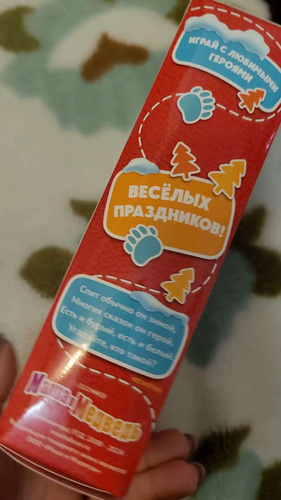 ИГРАЙ С ЛЮБИМЫМИ
ГЕРОЯМИ
ВЕСЁЛЫХ
ПРАЗДНИКОВ!
Спит обычно он зимой,
Многих сказок он герой.
Есть и бурый, есть и белый.
Угадайте, кто такой?
Маша и Медведь